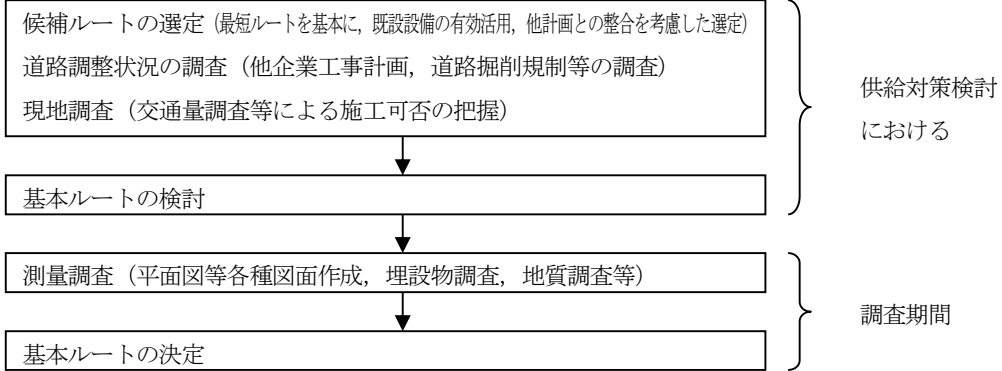 候補ルートの選定（最短ルートを基本に，既設設備の有効活用，他計画との整合を考慮した選定）
道路調整状況の調査（他企業工事計画，道路掘削規制等の調査）
現地調査（交通量調査等による施工可否の把握）
供給対策検討
における
基本ルートの検討
測量調査（平面図等各種図面作成，埋設物調査，地質調査等）
調査期間
基本ルートの決定